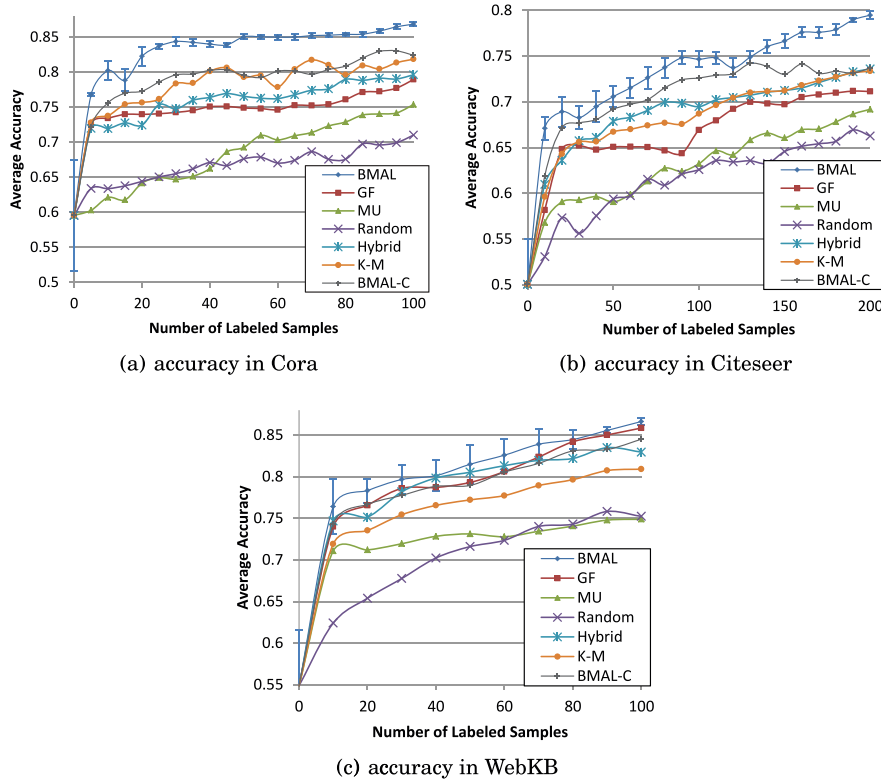 0.85
0.8
0.75
0.7
0.65
0.6
0.55
0.5
Average Accuracy
0 20 40 60 80 100
Number of Labeled Samples
BMAL
GF
MU
Random
Hybrid
K-M
BMAL-C
(a) accuracy in Cora
0.8
0.75
0.7
0.65
0.6
0.55
0.5
Average Accuracy
0 50 100 150 200
Number of Labeled Samples
BMAL
GF
MU
Random
Hybrid
K-M
BMAL-C
(b) accuracy in Citeseer
0.85
0.8
0.75
0.7
0.65
0.6
0.55
Average Accuracy
0 20 40 60 80 100
Number of Labeled Samples
BMAL
GF
MU
Random
Hybrid
K-M
BMAL-C
(c) accuracy in WebKB